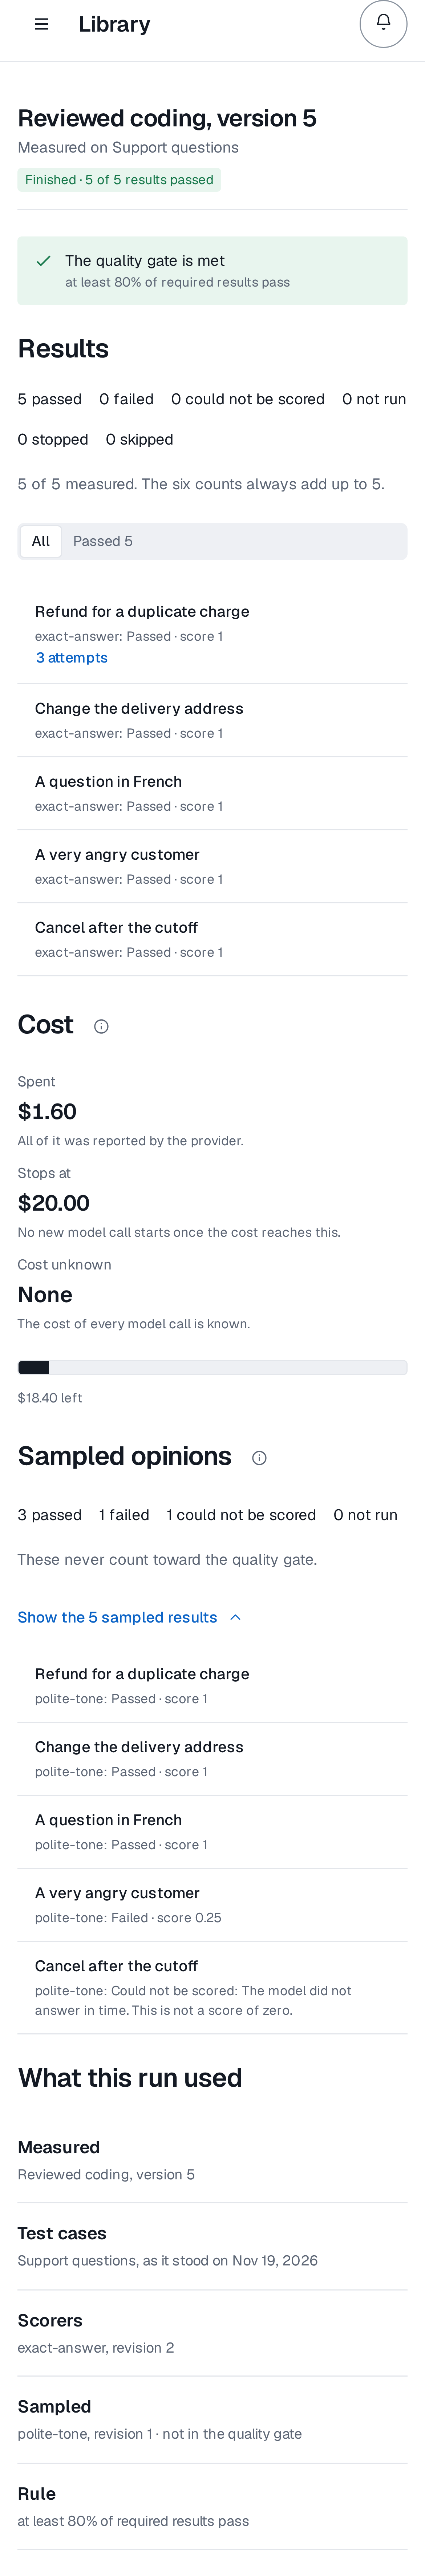 Library
Reviewed coding, version 5
Measured on Support questions
Finished · 5 of 5 results passed
The quality gate is met
at least 80% of required results pass
Results
5 passed 0 failed 0 could not be scored 0 not run
0 stopped 0 skipped
5 of 5 measured. The six counts always add up to 5.
All Passed 5
Refund for a duplicate charge
exact-answer: Passed · score 1
3 attempts
Change the delivery address
exact-answer: Passed · score 1
A question in French
exact-answer: Passed · score 1
A very angry customer
exact-answer: Passed · score 1
Cancel after the cutoff
exact-answer: Passed · score 1
Cost
Spent
$1.60
All of it was reported by the provider.
Stops at
$20.00
No new model call starts once the cost reaches this.
Cost unknown
None
The cost of every model call is known.
$18.40 left
Sampled opinions
3 passed 1 failed 1 could not be scored 0 not run
These never count toward the quality gate.
Show the 5 sampled results
Refund for a duplicate charge
polite-tone: Passed · score 1
Change the delivery address
polite-tone: Passed · score 1
A question in French
polite-tone: Passed · score 1
A very angry customer
polite-tone: Failed · score 0.25
Cancel after the cutoff
polite-tone: Could not be scored: The model did not
answer in time. This is not a score of zero.
What this run used
Measured
Reviewed coding, version 5
Test cases
Support questions, as it stood on Nov 19, 2026
Scorers
exact-answer, revision 2
Sampled
polite-tone, revision 1 · not in the quality gate
Rule
at least 80% of required results pass